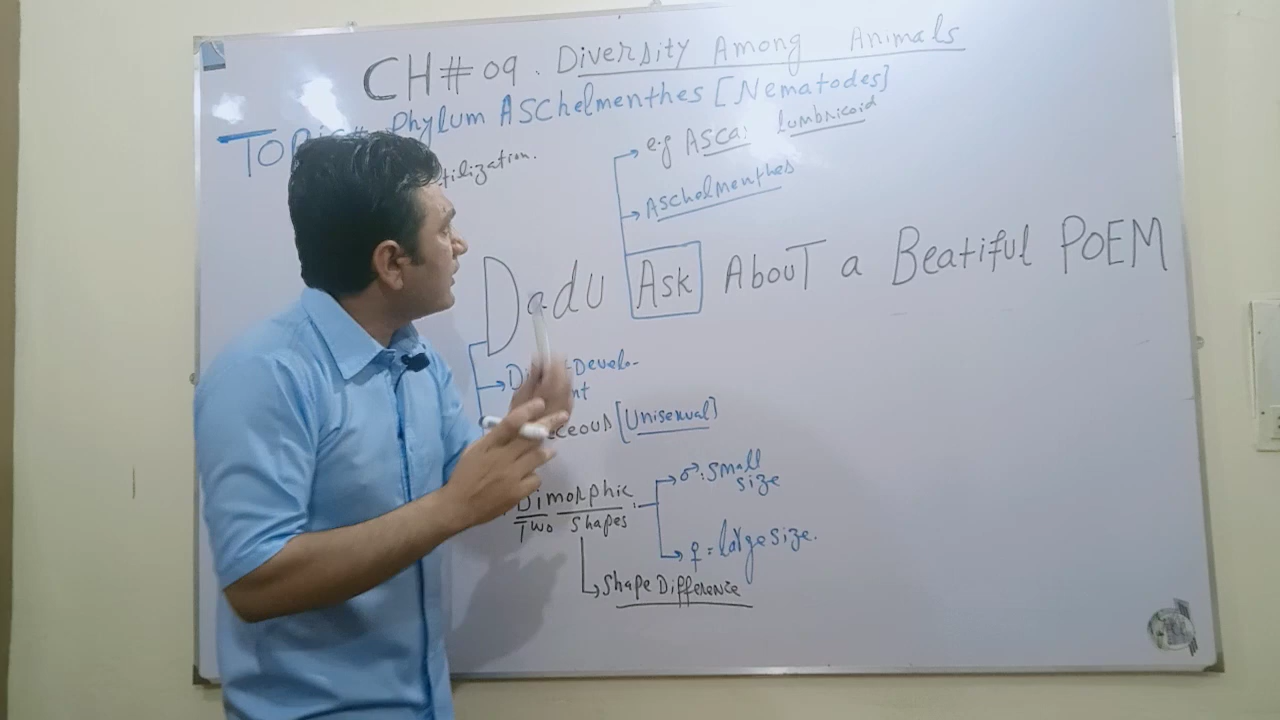 CH# 09. Diversity Among Animals
Phylum ASchelmenthes [Nematodes]
e.g Asca: lumbricoid
Aschelmenthes
Dadu Ask About a Beatiful POEM
[Unisexual]
Dimorphic
Two Shapes
♂: Small
size
♀ = large size.
Shape Difference